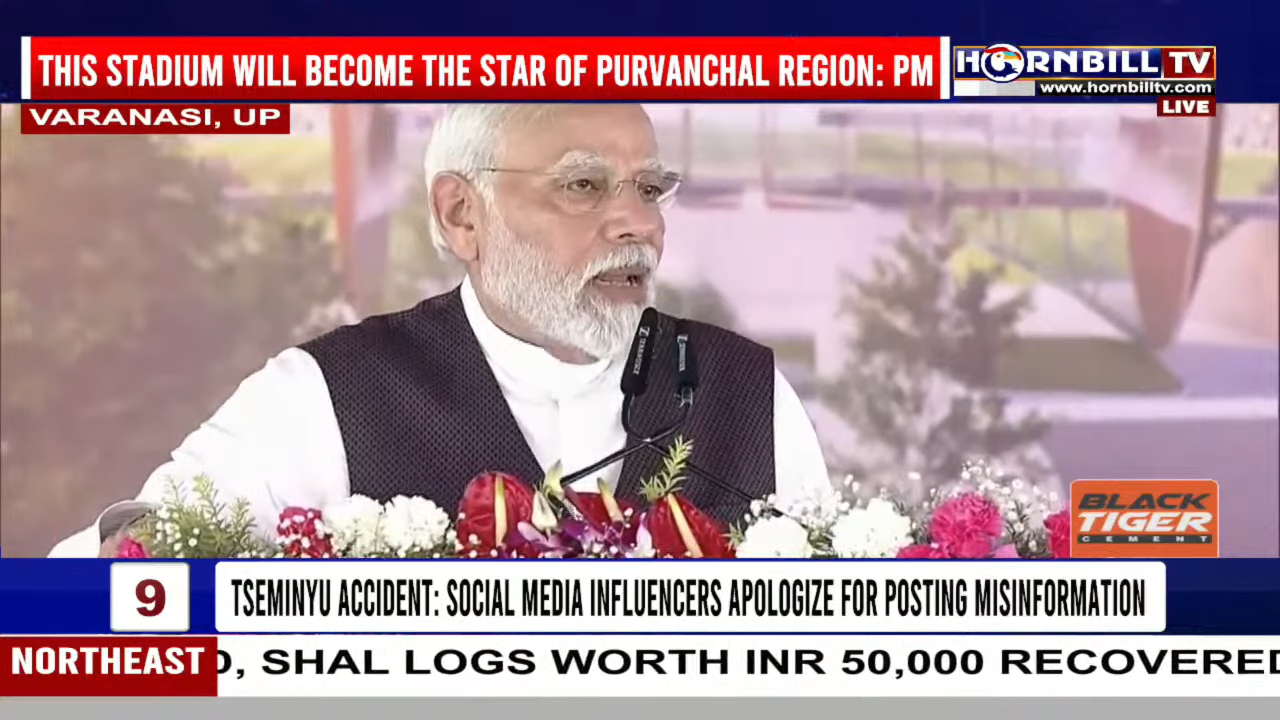 THIS STADIUM WILL BECOME THE STAR OF PURVANCHAL REGION: PM
HORNBILL TV
www.hornbilltv.com
LIVE
VARANASI, UP
BLACK
TIGER
CEMENT
9
TSEMINYU ACCIDENT: SOCIAL MEDIA INFLUENCERS APOLOGIZE FOR POSTING MISINFORMATION
NORTHEAST
D, SHAL LOGS WORTH INR 50,000 RECOVERED